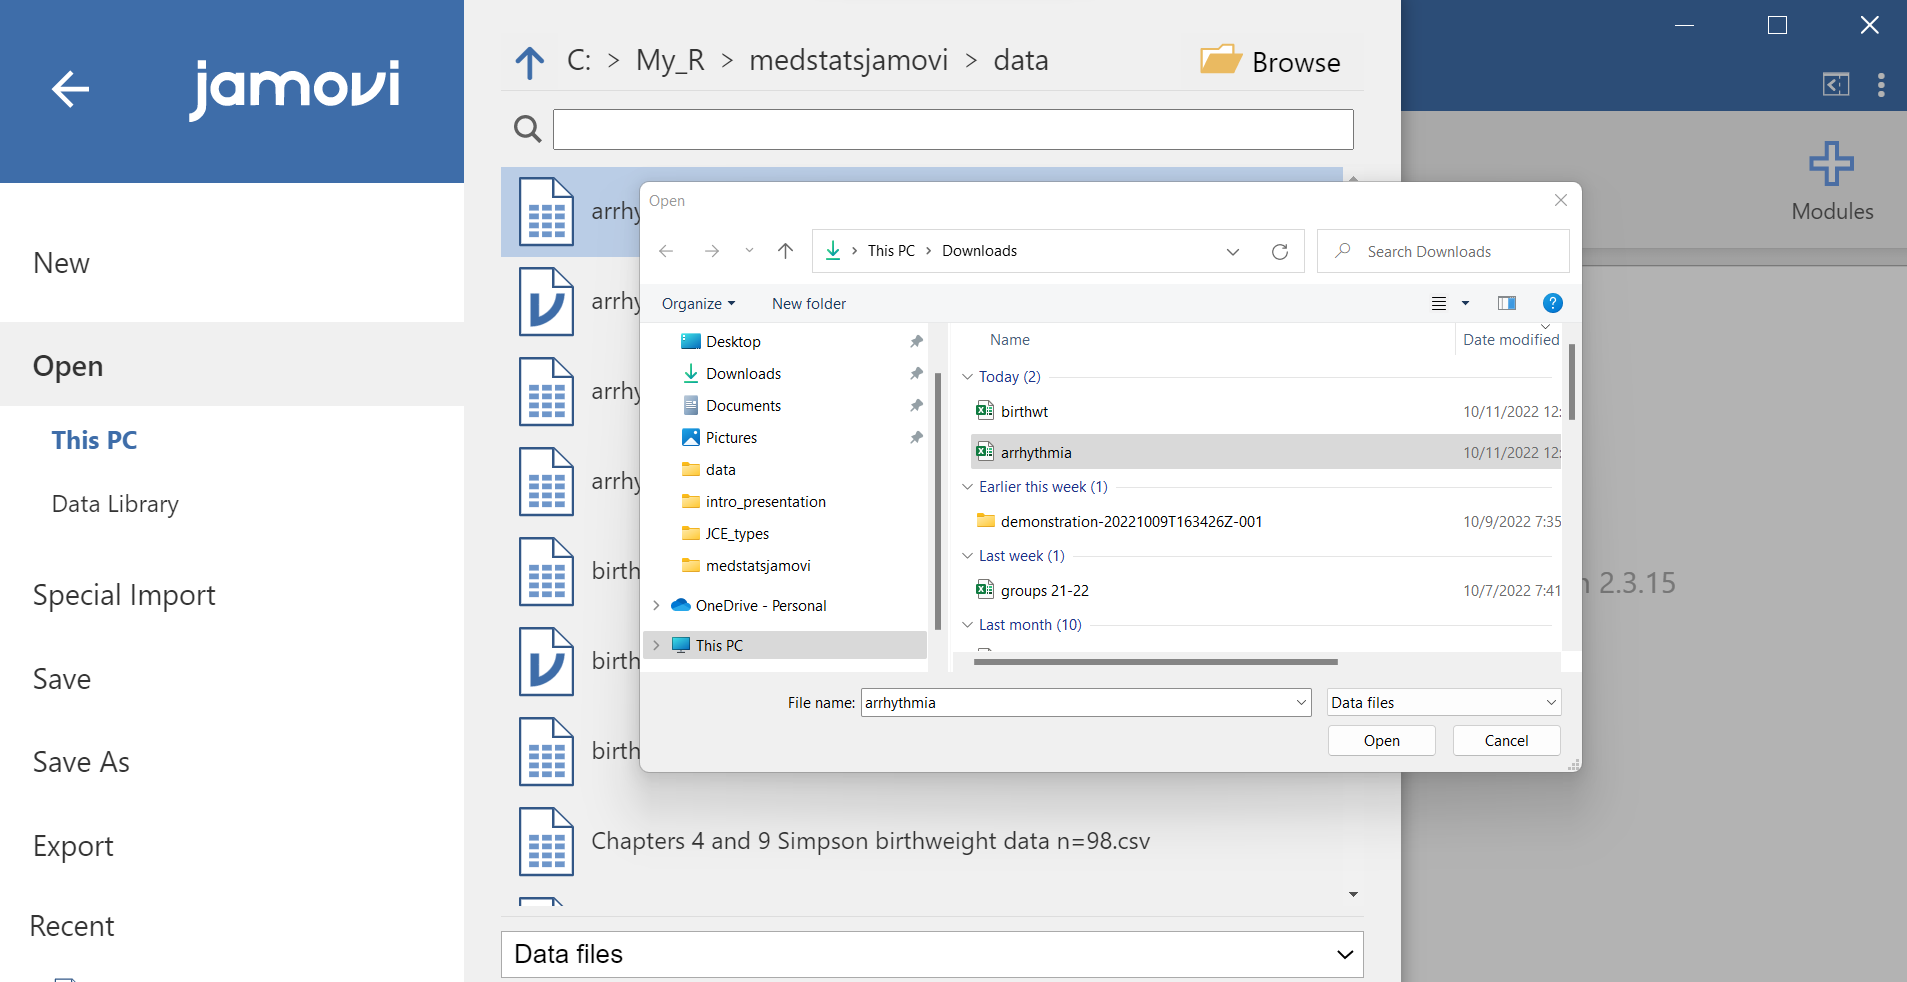 jamovi
New
Open
This PC
Data Library
Special Import
Save
Save As
Export
Recent
C: > My_R > medstatsjamovi > data
Browse
arrhy
arrhy
arrhy
arrhy
birth
birth
birth
Chapters 4 and 9 Simpson birthweight data n=98.csv
Data files
Open
This PC > Downloads
Search Downloads
Organize
New folder
?
Desktop
Downloads
Documents
Pictures
data
intro_presentation
JCE_types
medstatsjamovi
OneDrive - Personal
This PC
Name Date modified
Today (2)
birthwt 10/11/2022 12:
arrhythmia 10/11/2022 12:
Earlier this week (1)
demonstration-20221009T163426Z-001 10/9/2022 7:35
Last week (1)
groups 21-22 10/7/2022 7:41
Last month (10)
File name: arrhythmia Data files
Open Cancel
Modules
n 2.3.15